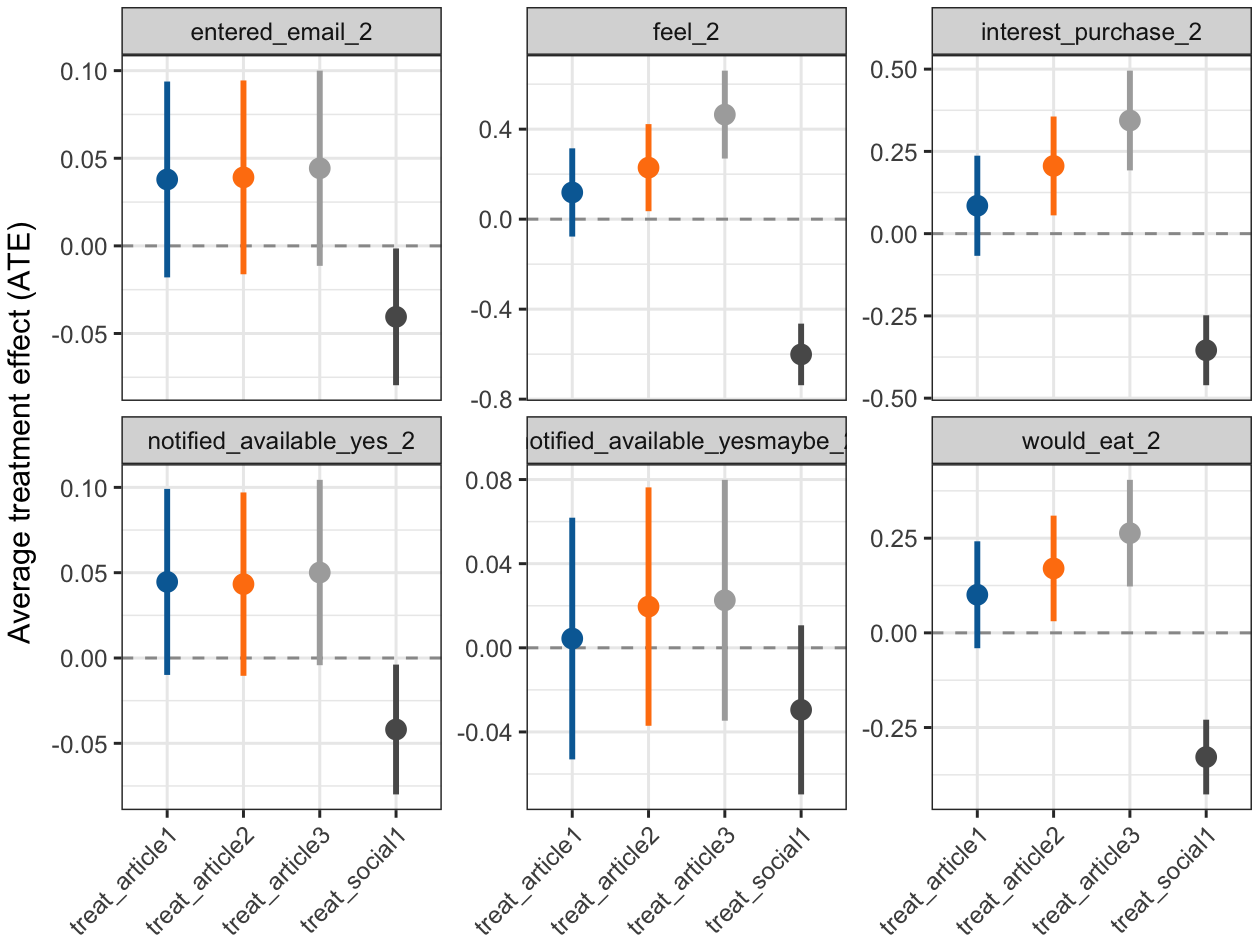 entered_email_2
feel_2
interest_purchase_2
0.10
0.05
0.00
-0.05
0.4
0.0
-0.4
-0.8
0.50
0.25
0.00
-0.25
-0.50
Average treatment effect (ATE)
notified_available_yes_2
otified_available_yesmaybe_2
would_eat_2
0.10
0.05
0.00
-0.05
0.08
0.04
0.00
-0.04
0.25
0.00
-0.25
treat_article1
treat_article2
treat_article3
treat_social1
treat_article1
treat_article2
treat_article3
treat_social1
treat_article1
treat_article2
treat_article3
treat_social1